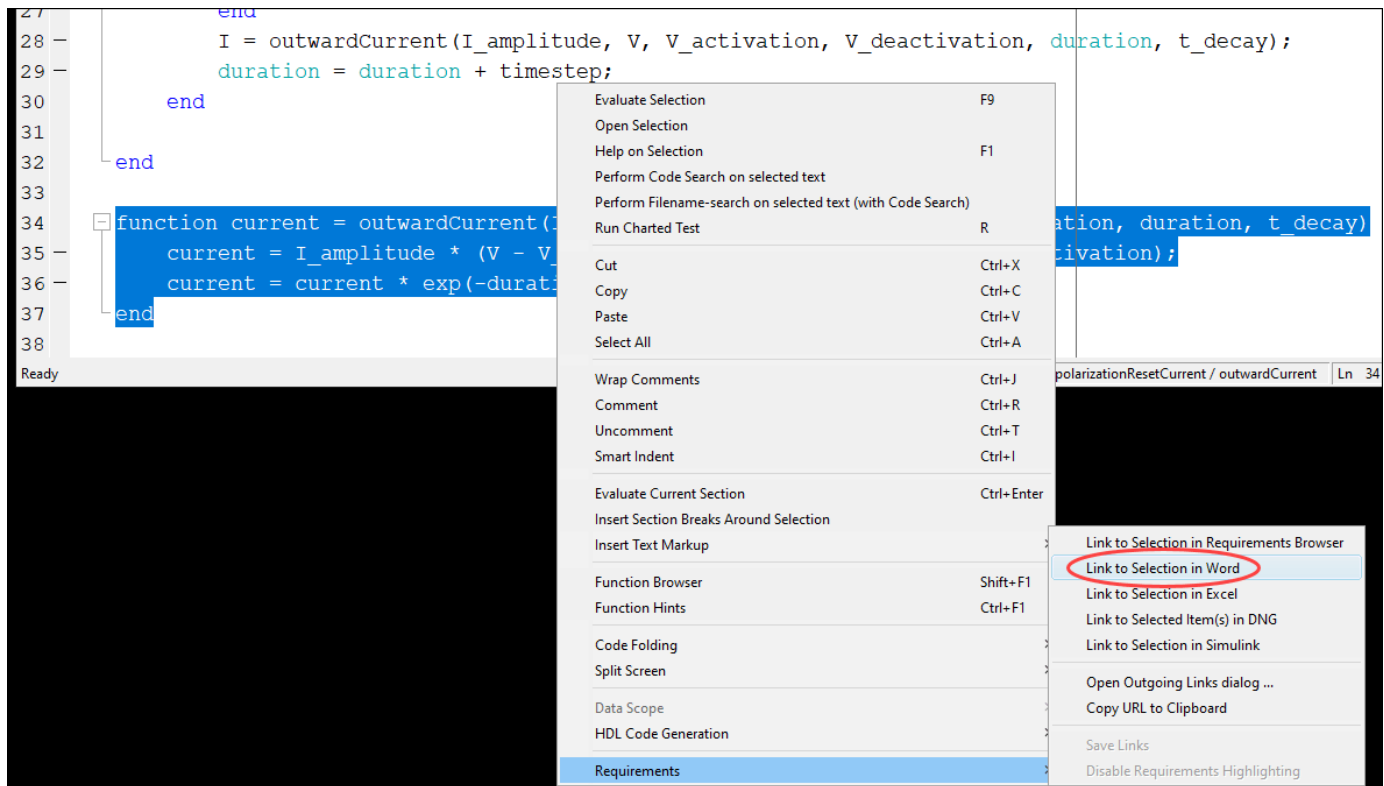 27 end
28 — I = outwardCurrent(I_amplitude, V, V_activation, V_deactivation, duration, t_decay);
29 — duration = duration + timestep;
30 end
31
32 end
33
34 function current = outwardCurrent(I ation, duration, t_decay)
35 — current = I_amplitude * (V - V_ ctivation);
36 — current = current * exp(-durati
37 end
38
Ready
polarizationResetCurrent / outwardCurrent Ln 34
Evaluate Selection F9
Open Selection
Help on Selection F1
Perform Code Search on selected text
Perform Filename-search on selected text (with Code Search)
Run Charted Test R
Cut Ctrl+X
Copy Ctrl+C
Paste Ctrl+V
Select All Ctrl+A
Wrap Comments Ctrl+J
Comment Ctrl+R
Uncomment Ctrl+T
Smart Indent Ctrl+I
Evaluate Current Section Ctrl+Enter
Insert Section Breaks Around Selection
Insert Text Markup
Function Browser Shift+F1
Function Hints Ctrl+F1
Code Folding
Split Screen
Data Scope
HDL Code Generation
Requirements
Link to Selection in Requirements Browser
Link to Selection in Word
Link to Selection in Excel
Link to Selected Item(s) in DNG
Link to Selection in Simulink
Open Outgoing Links dialog ...
Copy URL to Clipboard
Save Links
Disable Requirements Highlighting